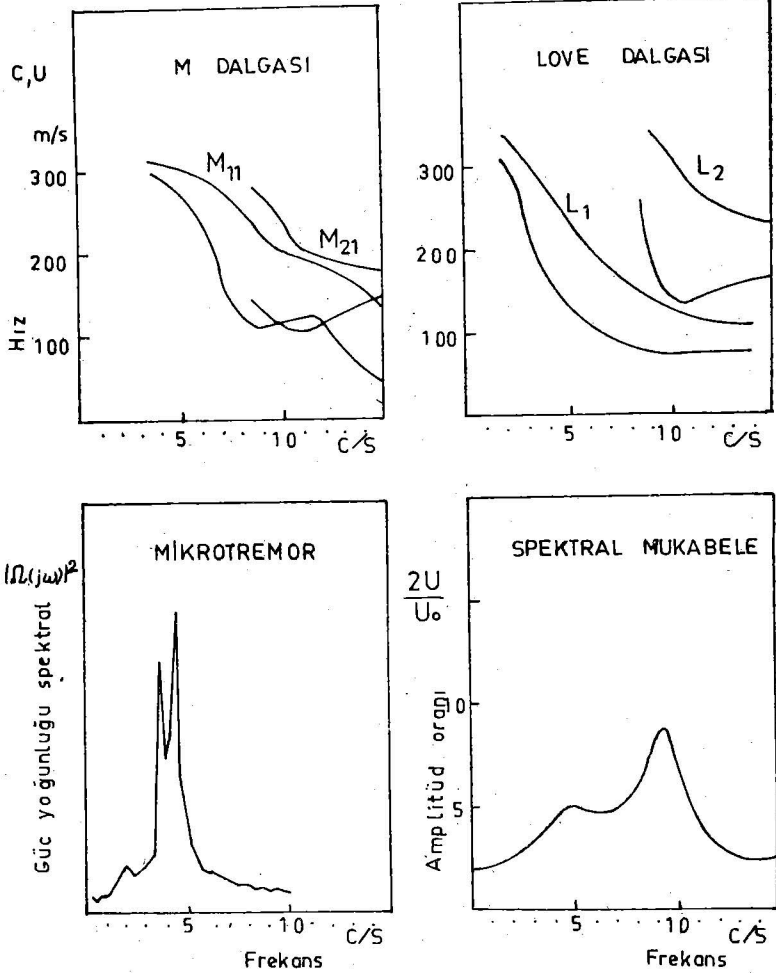 C,U
M DALGASI
m/s
300
M11
200
M21
100
Hız
5
10
C/S
LOVE DALGASI
300
L2
L1
200
100
5
10
C/S
|Ω(jω)|²
MİKROTREMOR
Güc yoğunluğu spektral
5
10
C/S
Frekans
SPEKTRAL MUKABELE
2U
U₀
10
5
Amplitüd oranı
5
10
C/S
Frekans